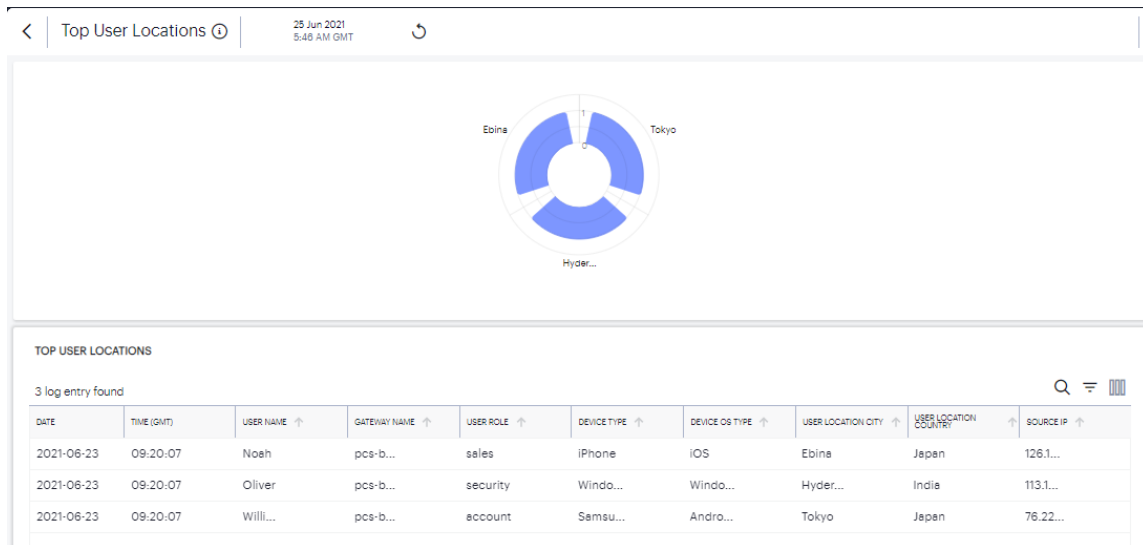 Top User Locations
25 Jun 2021
5:46 AM GMT
1
Ebina
Tokyo
0
Hyder...
TOP USER LOCATIONS
3 log entry found
DATE TIME (GMT) USER NAME GATEWAY NAME USER ROLE DEVICE TYPE DEVICE OS TYPE USER LOCATION CITY USER LOCATION COUNTRY SOURCE IP
2021-06-23 09:20:07 Noah pcs-b... sales iPhone iOS Ebina Japan 126.1...
2021-06-23 09:20:07 Oliver pcs-b... security Windo... Windo... Hyder... India 113.1...
2021-06-23 09:20:07 Willi... pcs-b... account Samsu... Andro... Tokyo Japan 76.22...